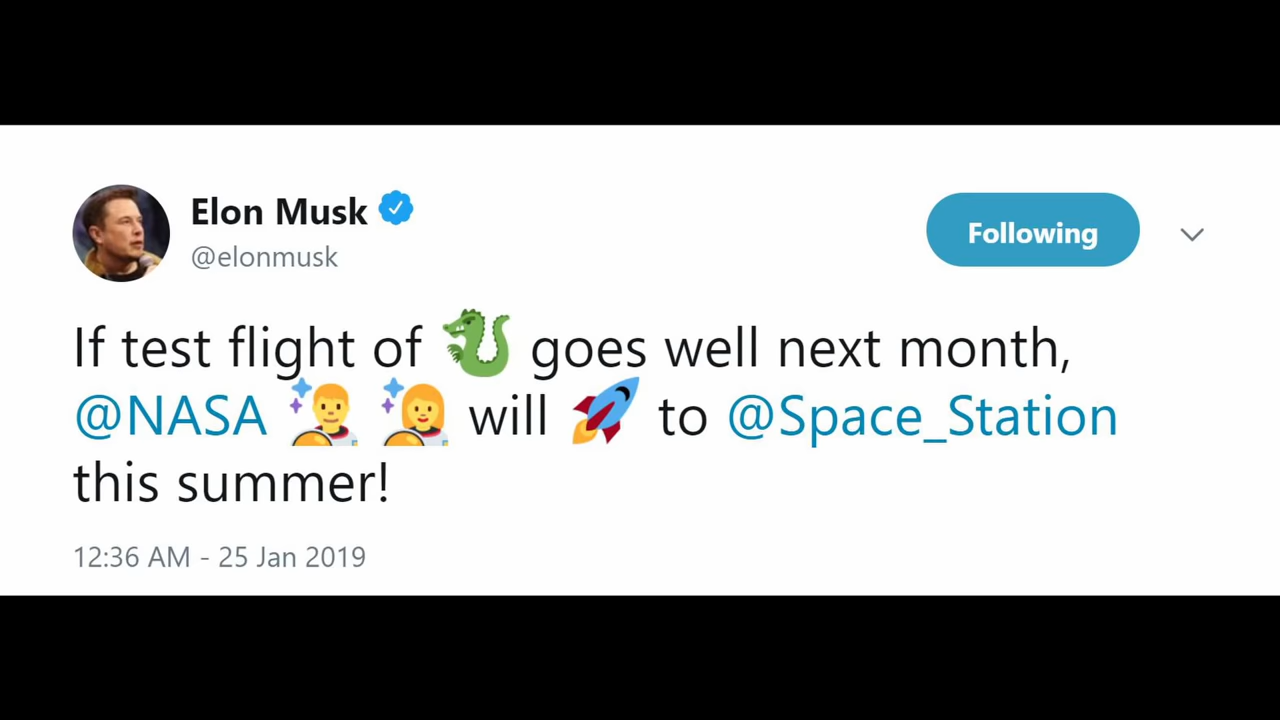 Elon Musk
@elonmusk
Following
If test flight of 🐉 goes well next month,
@NASA 👨‍🚀 👩‍🚀 will 🚀 to @Space_Station
this summer!
12:36 AM - 25 Jan 2019